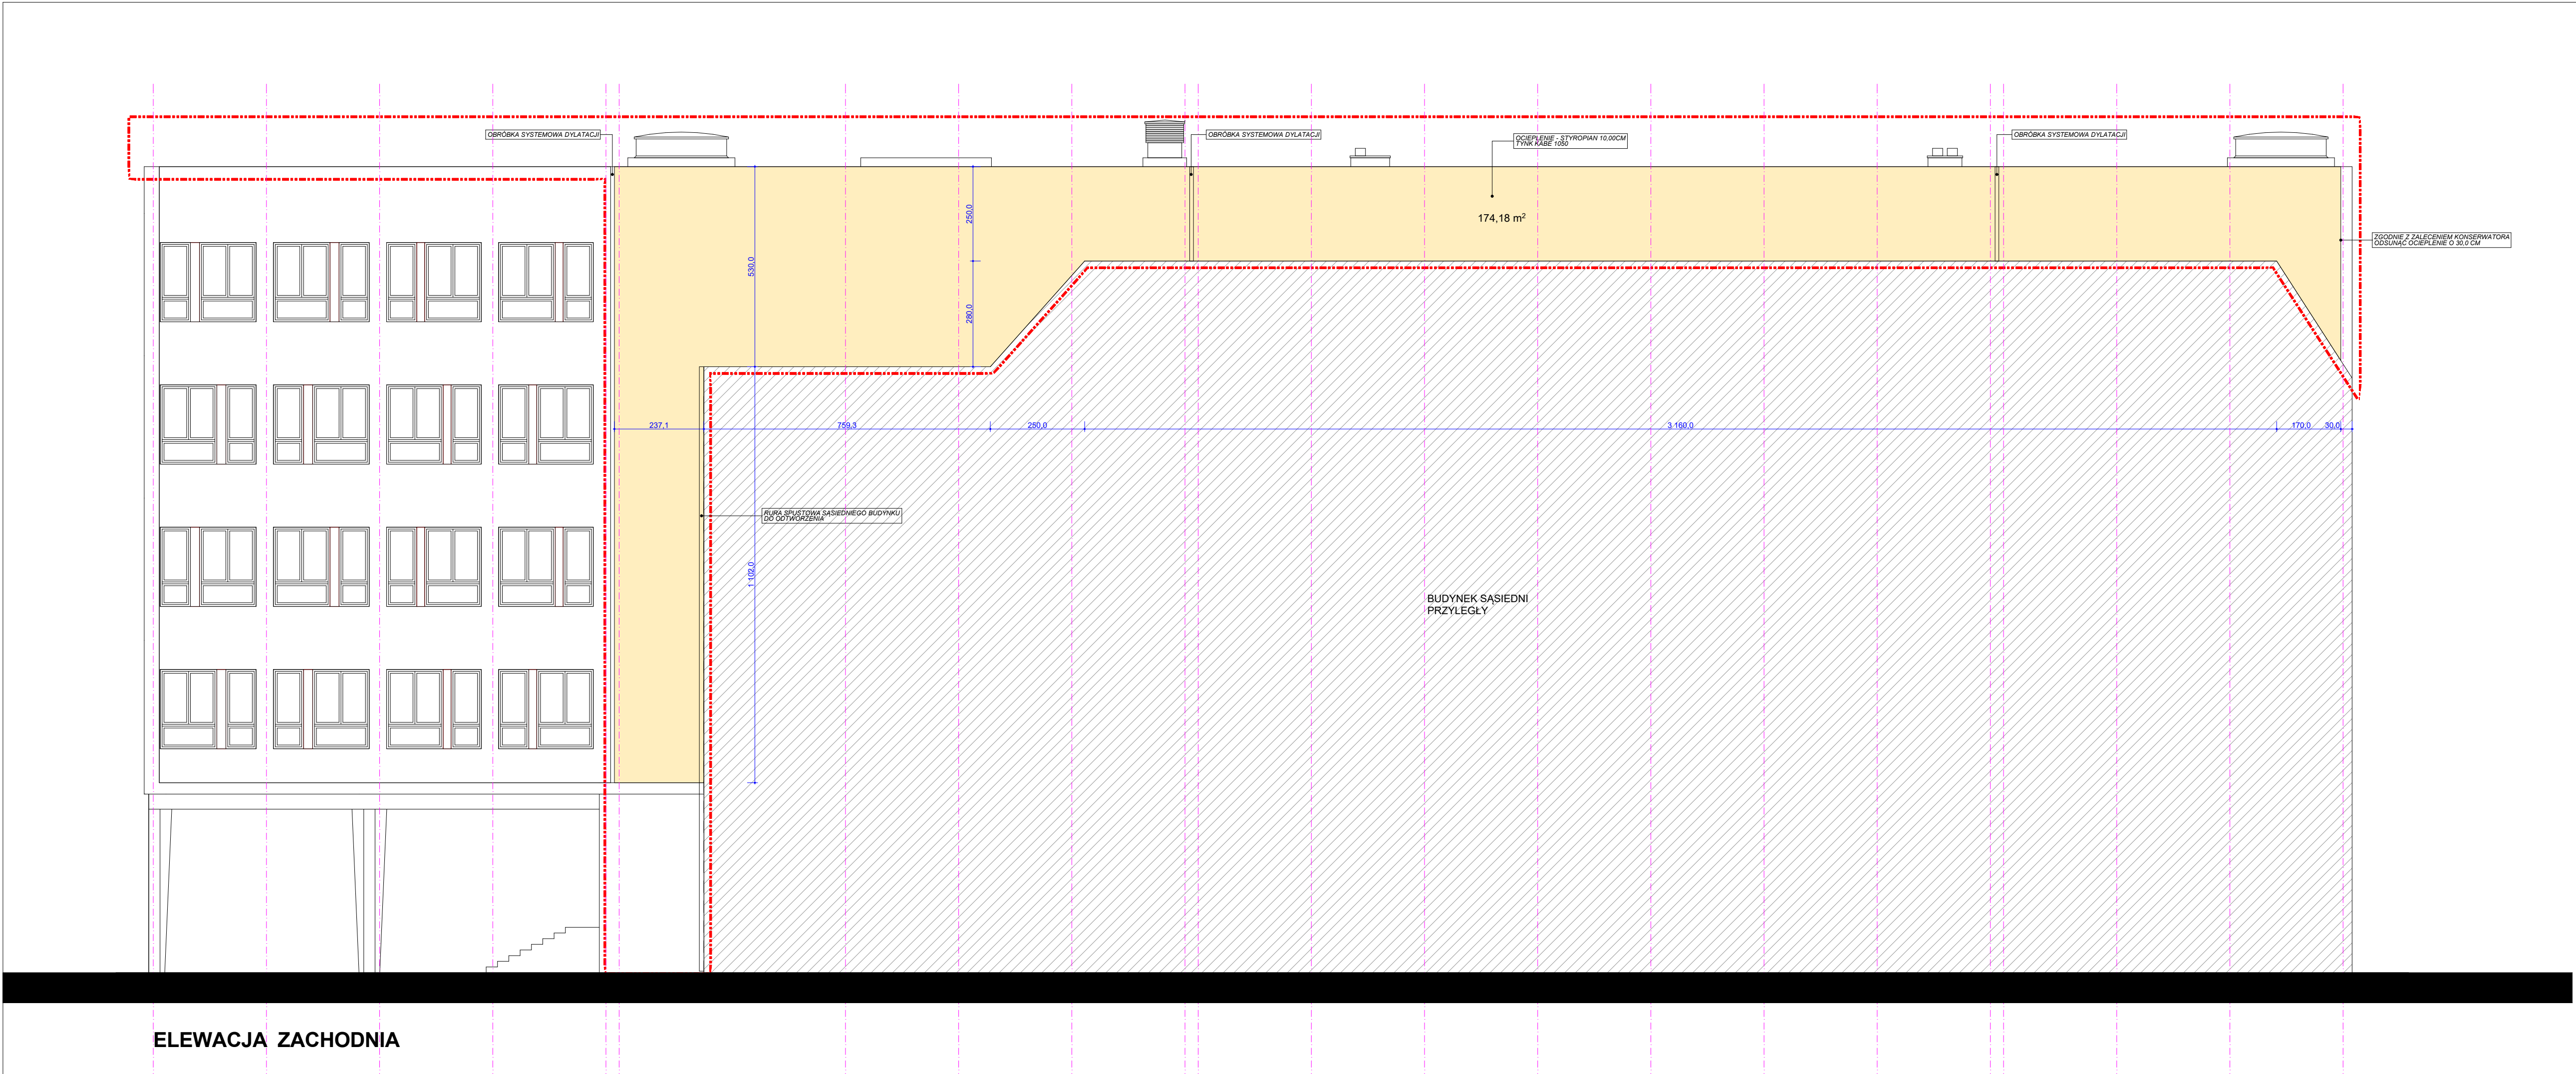 OBRÓBKA SYSTEMOWA DYLATACJI
OBRÓBKA SYSTEMOWA DYLATACJI
OCIEPLENIE - STYROPIAN 10,00CM
TYNK KABE 1050
OBRÓBKA SYSTEMOWA DYLATACJI
174,18 m²
ZGODNIE Z ZALECENIEM KONSERWATORA
ODSUNĄĆ OCIEPLENIE O 30,0 CM
250,0
530,0
280,0
237,1
759,3
250,0
3 160,0
170,0
30,0
RURA SPUSTOWA SĄSIEDNIEGO BUDYNKU
DO ODTWORZENIA
1 102,0
BUDYNEK SĄSIEDNI
PRZYLEGŁY
ELEWACJA ZACHODNIA